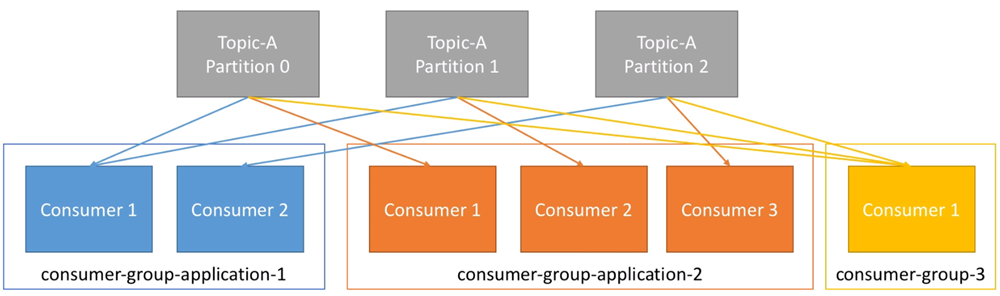 Topic-A
Partition 0
Topic-A
Partition 1
Topic-A
Partition 2
Consumer 1
Consumer 2
Consumer 1
Consumer 2
Consumer 3
Consumer 1
consumer-group-application-1
consumer-group-application-2
consumer-group-3